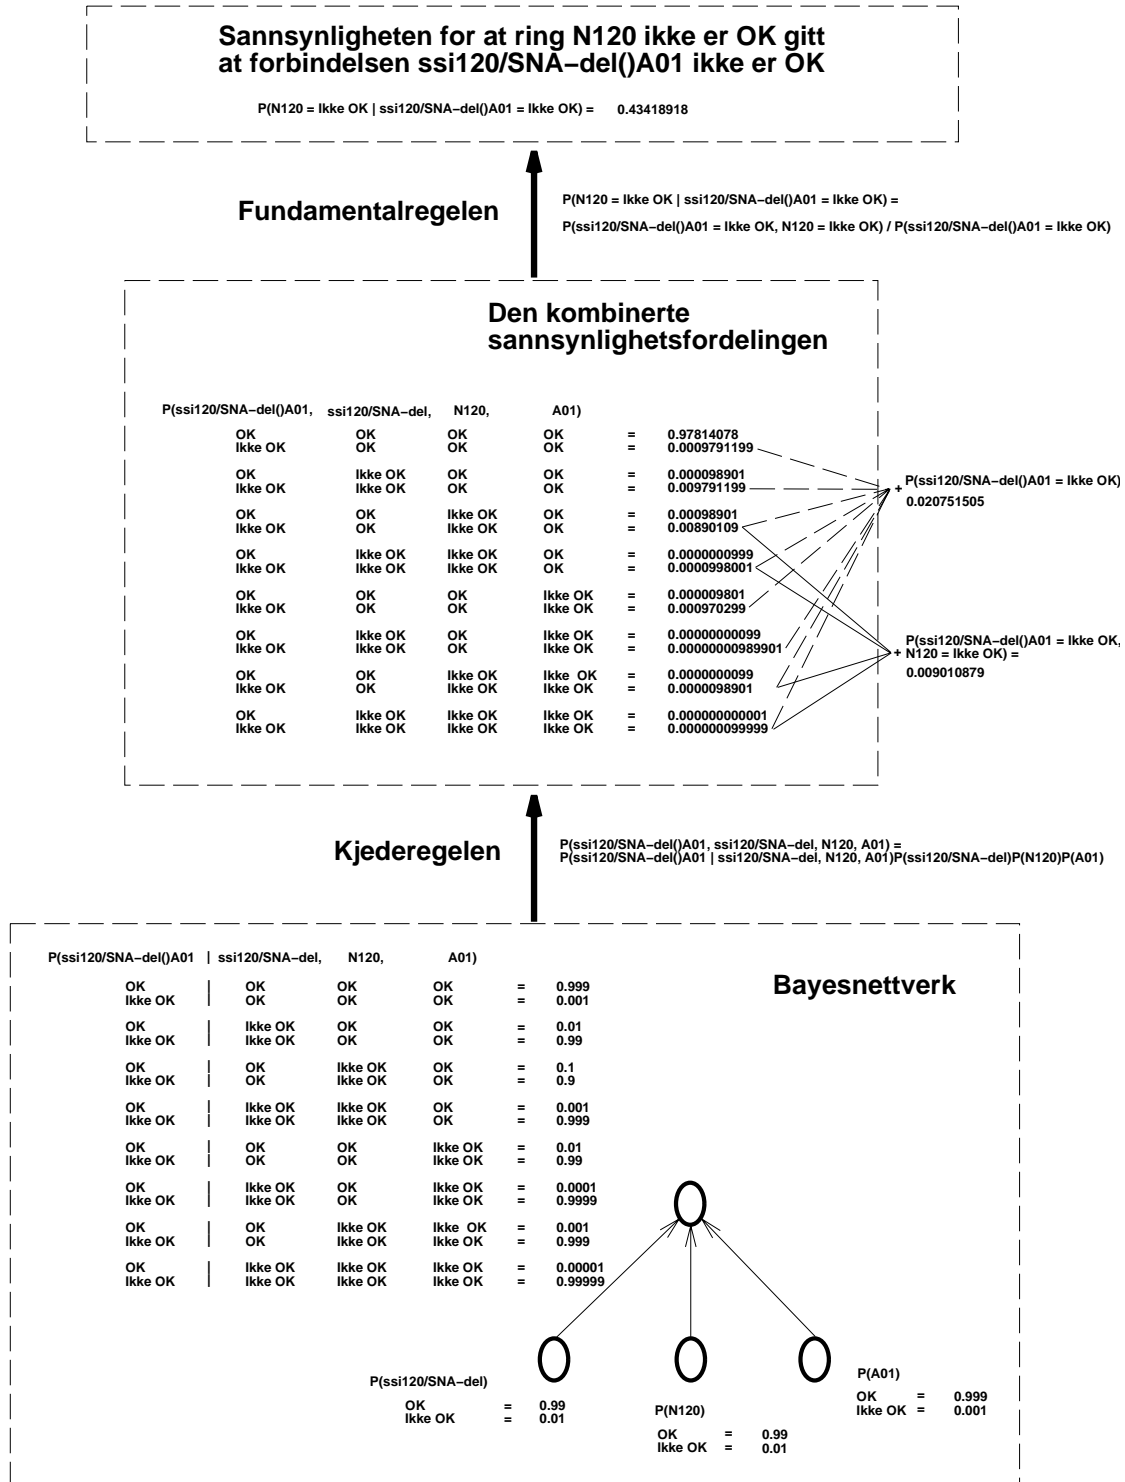 Sannsynligheten for at ring N120 ikke er OK gitt
at forbindelsen ssi120/SNA–del()A01 ikke er OK
P(N120 = Ikke OK | ssi120/SNA–del()A01 = Ikke OK) = 0.43418918
Fundamentalregelen
P(N120 = Ikke OK | ssi120/SNA–del()A01 = Ikke OK) =
P(ssi120/SNA–del()A01 = Ikke OK, N120 = Ikke OK) / P(ssi120/SNA–del()A01 = Ikke OK)
Den kombinerte
sannsynlighetsfordelingen
P(ssi120/SNA–del()A01, ssi120/SNA–del, N120, A01)
OK OK OK OK = 0.97814078
Ikke OK OK OK OK = 0.0009791199
OK Ikke OK OK OK = 0.000098901
Ikke OK Ikke OK OK OK = 0.009791199
OK OK Ikke OK OK = 0.00098901
Ikke OK OK Ikke OK OK = 0.00890109
OK Ikke OK Ikke OK OK = 0.0000000999
Ikke OK Ikke OK Ikke OK OK = 0.0000998001
OK OK OK Ikke OK = 0.000009801
Ikke OK OK OK Ikke OK = 0.000970299
OK Ikke OK OK Ikke OK = 0.00000000099
Ikke OK Ikke OK OK Ikke OK = 0.00000000989901
OK OK Ikke OK Ikke OK = 0.0000000099
Ikke OK OK Ikke OK Ikke OK = 0.0000098901
OK Ikke OK Ikke OK Ikke OK = 0.000000000001
Ikke OK Ikke OK Ikke OK Ikke OK = 0.000000099999
+ P(ssi120/SNA–del()A01 = Ikke OK)
0.020751505
P(ssi120/SNA–del()A01 = Ikke OK,
+ N120 = Ikke OK) =
0.009010879
Kjederegelen
P(ssi120/SNA–del()A01, ssi120/SNA–del, N120, A01) =
P(ssi120/SNA–del()A01 | ssi120/SNA–del, N120, A01)P(ssi120/SNA–del)P(N120)P(A01)
Bayesnettverk
P(ssi120/SNA–del()A01 | ssi120/SNA–del, N120, A01)
OK | OK OK OK = 0.999
Ikke OK | OK OK OK = 0.001
OK | Ikke OK OK OK = 0.01
Ikke OK | Ikke OK OK OK = 0.99
OK | OK Ikke OK OK = 0.1
Ikke OK | OK Ikke OK OK = 0.9
OK | Ikke OK Ikke OK OK = 0.001
Ikke OK | Ikke OK Ikke OK OK = 0.999
OK | OK OK Ikke OK = 0.01
Ikke OK | OK OK Ikke OK = 0.99
OK | Ikke OK OK Ikke OK = 0.0001
Ikke OK | Ikke OK OK Ikke OK = 0.9999
OK | OK Ikke OK Ikke OK = 0.001
Ikke OK | OK Ikke OK Ikke OK = 0.999
OK | Ikke OK Ikke OK Ikke OK = 0.00001
Ikke OK | Ikke OK Ikke OK Ikke OK = 0.99999
P(ssi120/SNA–del)
OK = 0.99
Ikke OK = 0.01
P(N120)
OK = 0.99
Ikke OK = 0.01
P(A01)
OK = 0.999
Ikke OK = 0.001